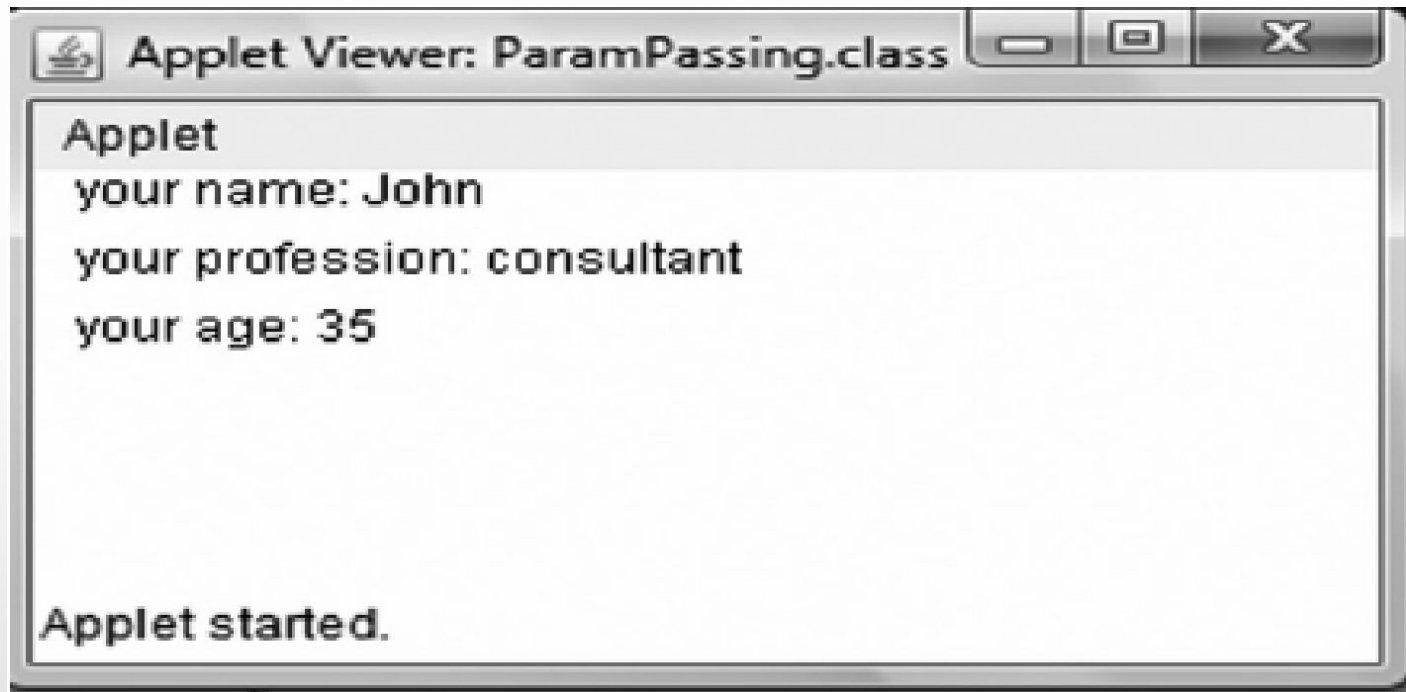 Applet Viewer: ParamPassing.class
Applet
your name: John
your profession: consultant
your age: 35
Applet started.